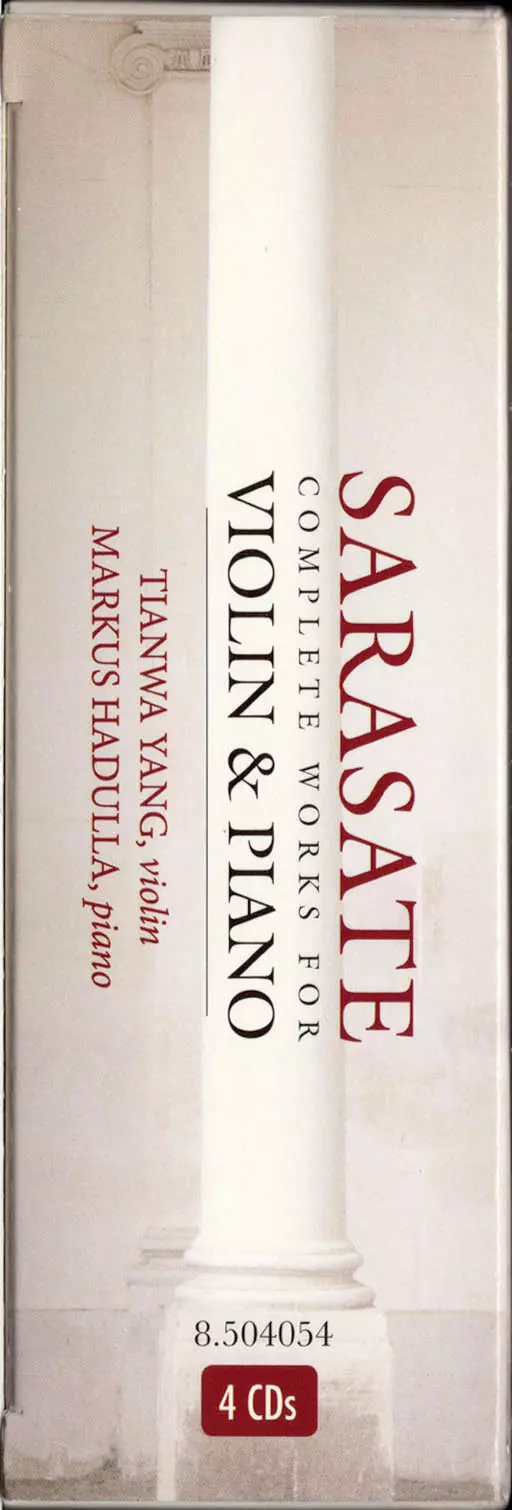 SARASATE
COMPLETE WORKS FOR
VIOLIN & PIANO
TIANWA YANG, violin
MARKUS HADULLA, piano
8.504054
4 CDs